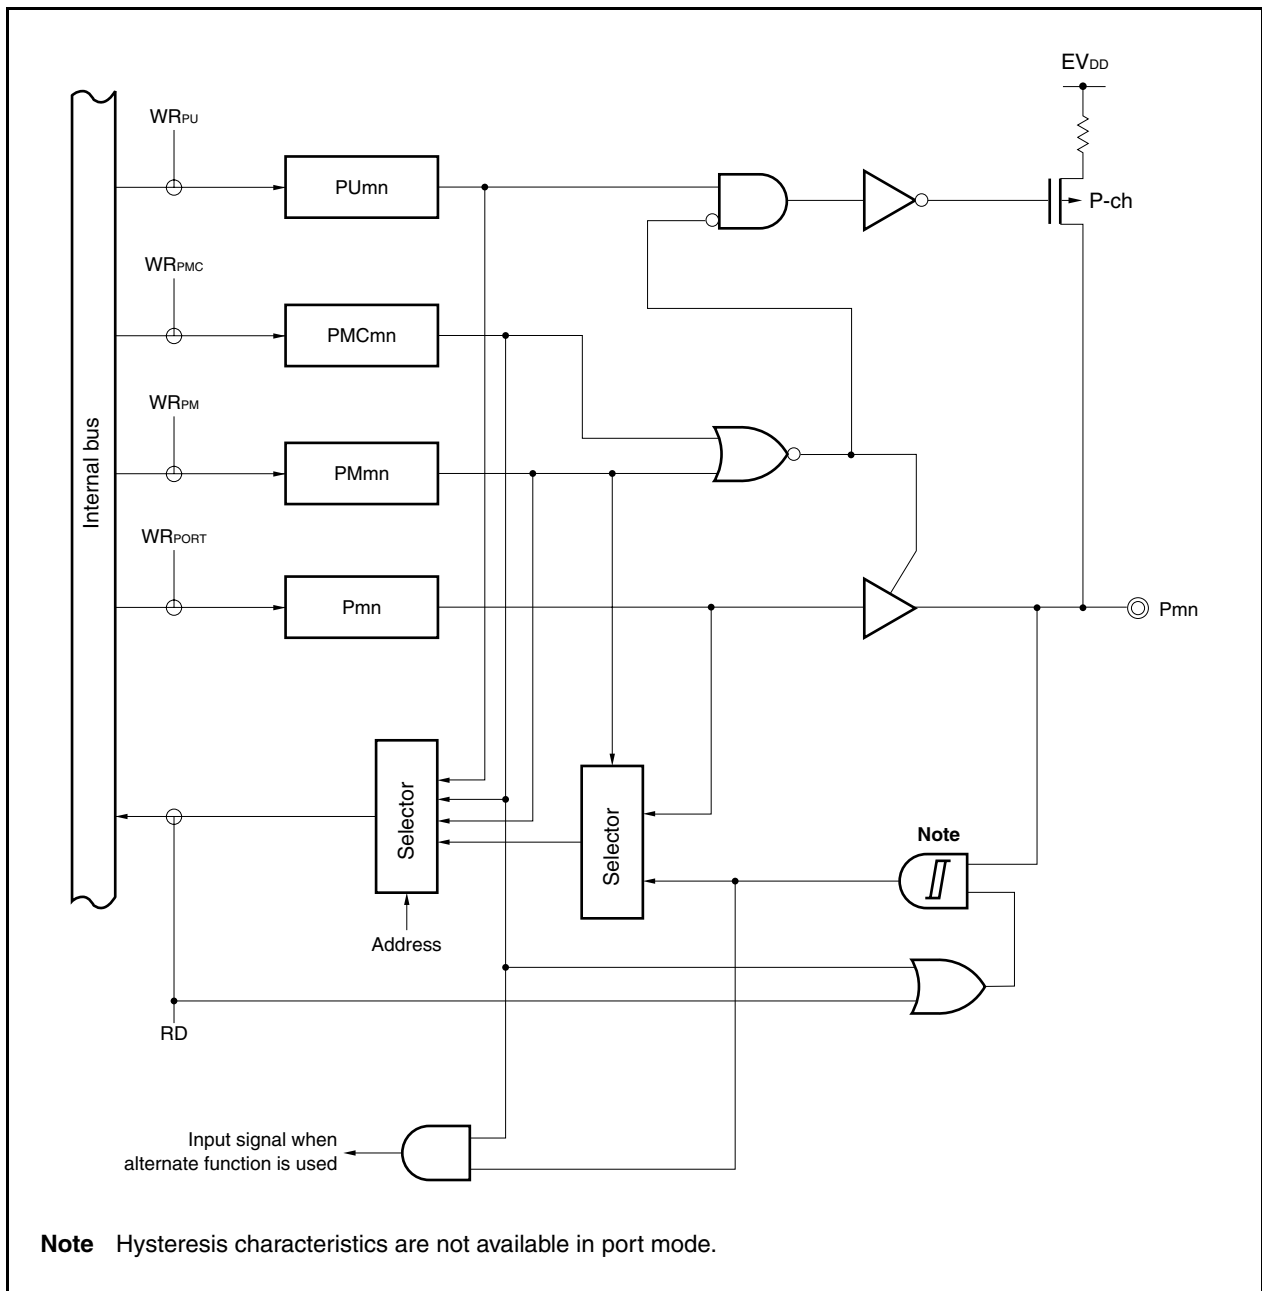 EVDD
WRPU
PUmn
P-ch
WRPMC
PMCmn
WRPM
PMmn
Internal bus
WRPORT
Pmn
Pmn
Selector
Selector
Note
Address
RD
Input signal when
alternate function is used
Note Hysteresis characteristics are not available in port mode.